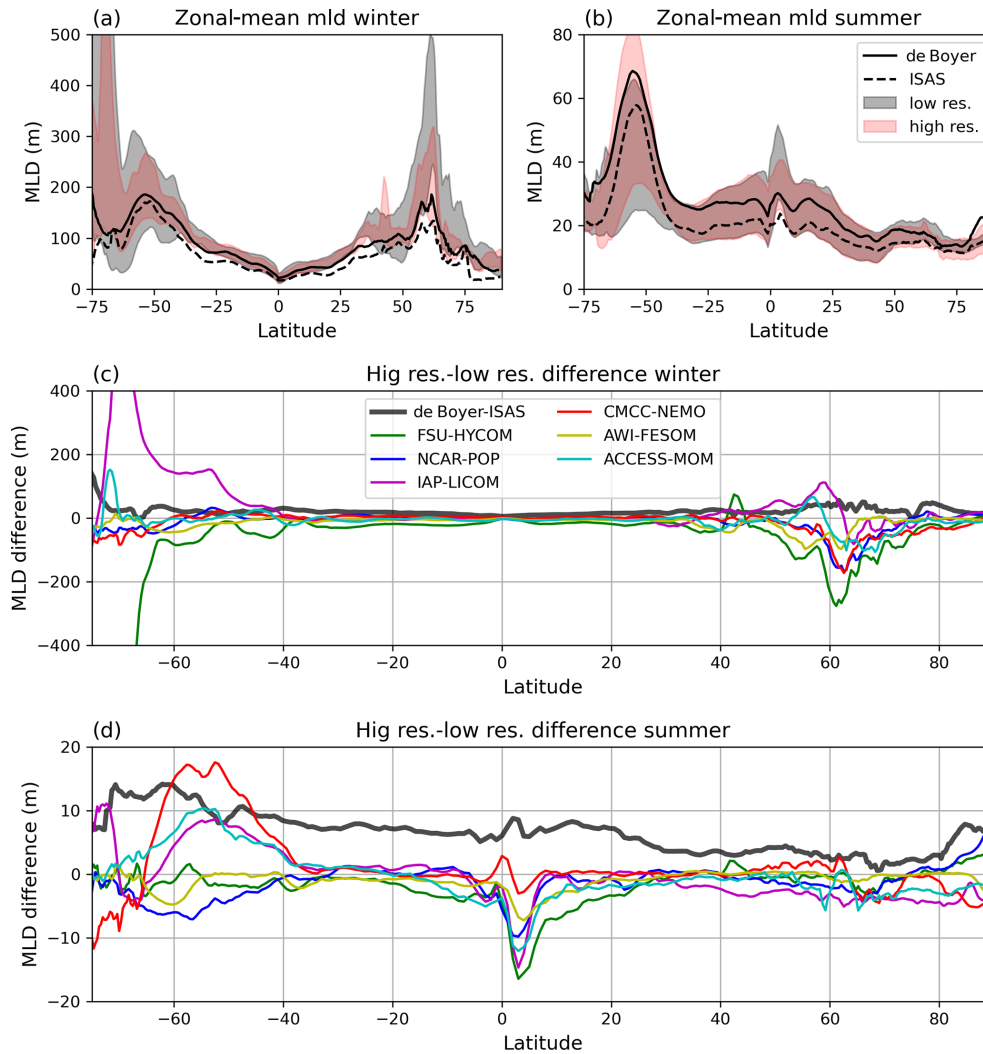 (a) Zonal-mean mld winter
500
400
300
200
100
0
MLD (m)
−75 −50 −25 0 25 50 75
Latitude
(b) Zonal-mean mld summer
80
60
40
20
0
MLD (m)
de Boyer
ISAS
low res.
high res.
−75 −50 −25 0 25 50 75
Latitude
(c) Hig res.-low res. difference winter
400
200
0
−200
−400
MLD difference (m)
de Boyer-ISAS
FSU-HYCOM
NCAR-POP
IAP-LICOM
CMCC-NEMO
AWI-FESOM
ACCESS-MOM
−60 −40 −20 0 20 40 60 80
Latitude
(d) Hig res.-low res. difference summer
20
10
0
−10
−20
MLD difference (m)
−60 −40 −20 0 20 40 60 80
Latitude